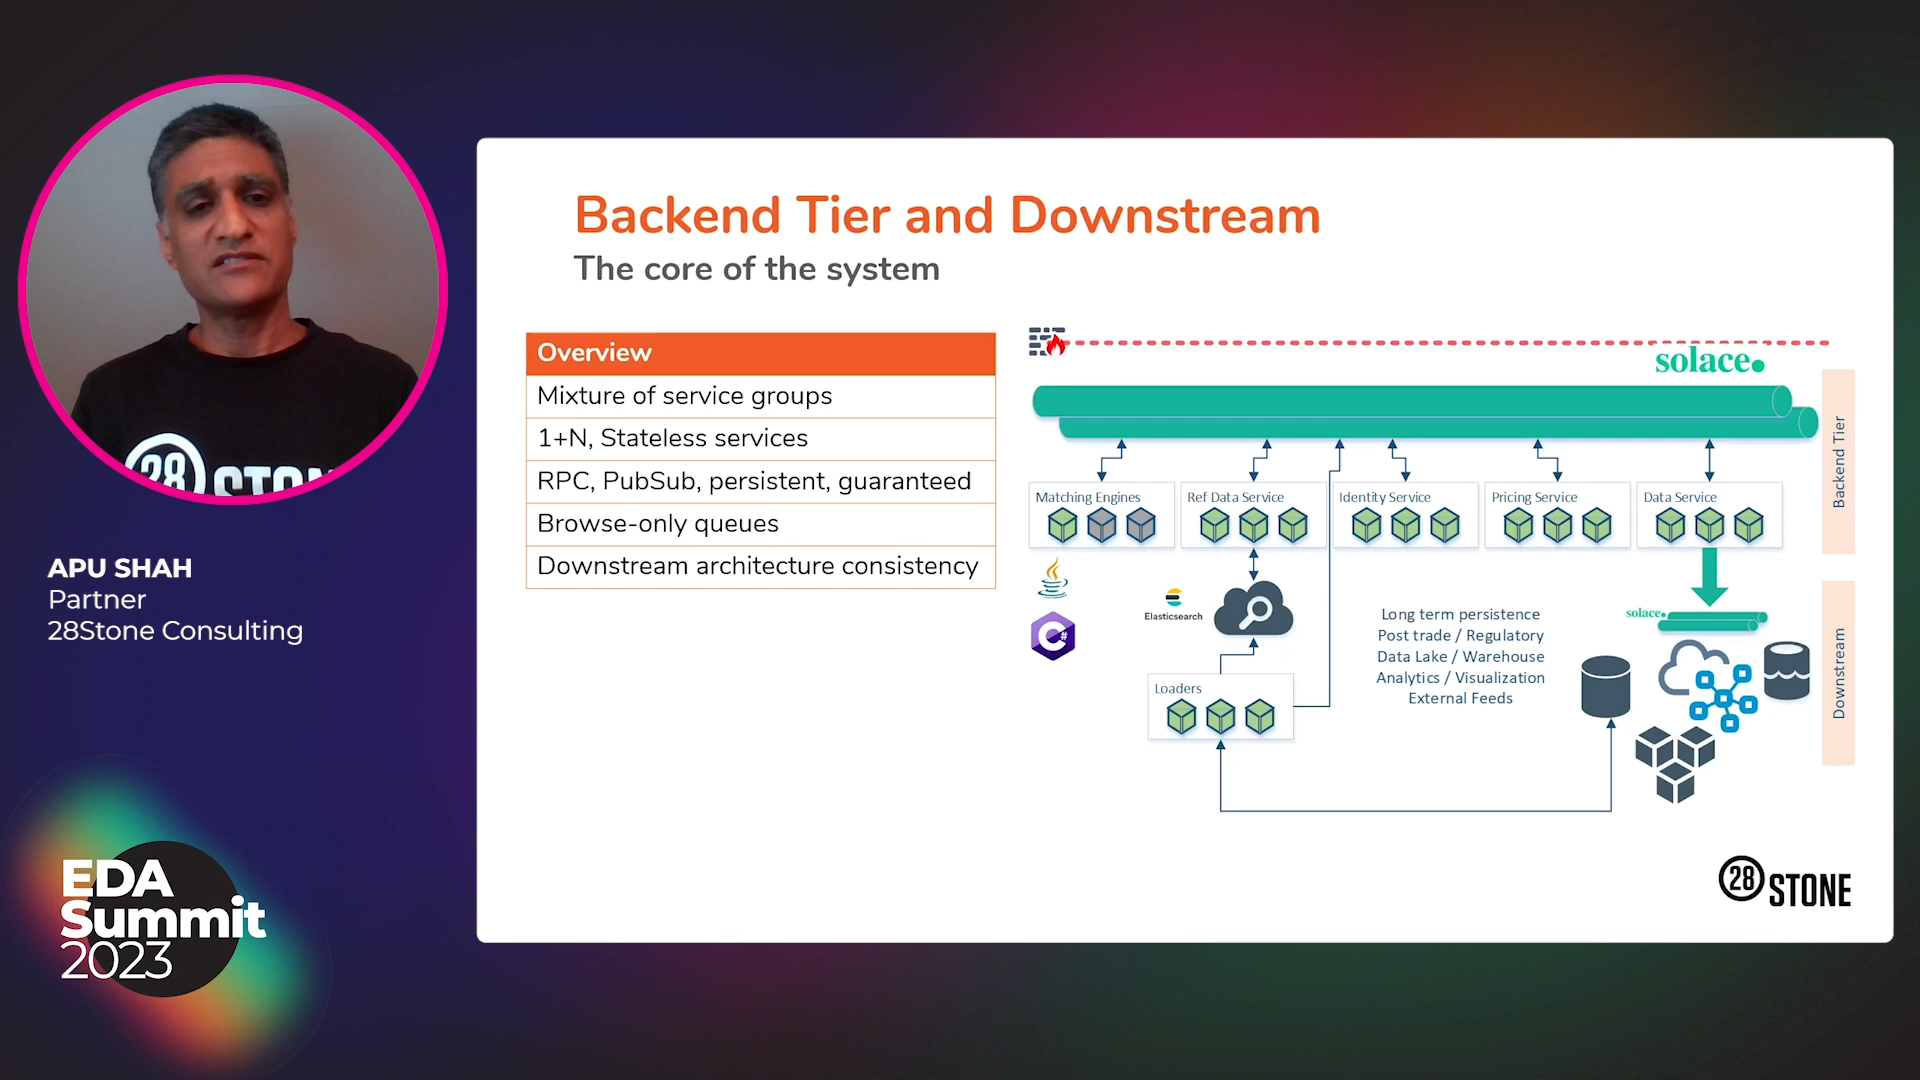 28
STONE
APU SHAH
Partner
28Stone Consulting
EDA
Summit
2023
Backend Tier and Downstream
The core of the system
Overview
Mixture of service groups
1+N, Stateless services
RPC, PubSub, persistent, guaranteed
Browse-only queues
Downstream architecture consistency
solace.
Backend Tier
Matching Engines
Ref Data Service
Identity Service
Pricing Service
Data Service
C#
Elasticsearch
Long term persistence
Post trade / Regulatory
Data Lake / Warehouse
Analytics / Visualization
External Feeds
solace.
Downstream
Loaders
28 STONE